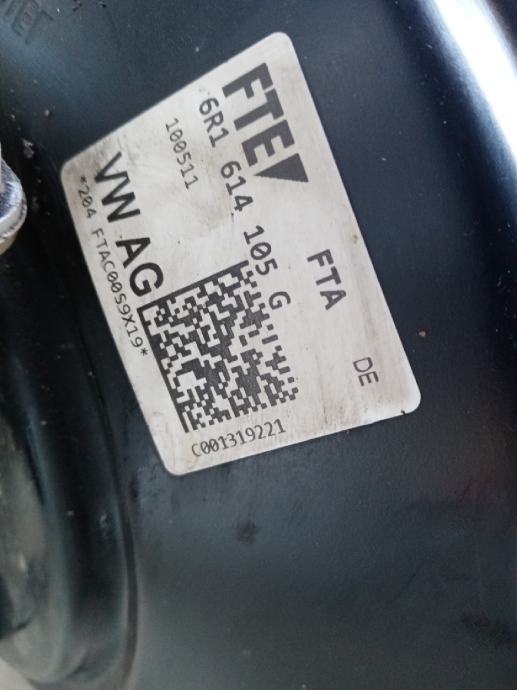 FTE
6R1 614 105 G
100511
FTA
VW AG
*204 FTAC00S9X19*
DE
C001319221